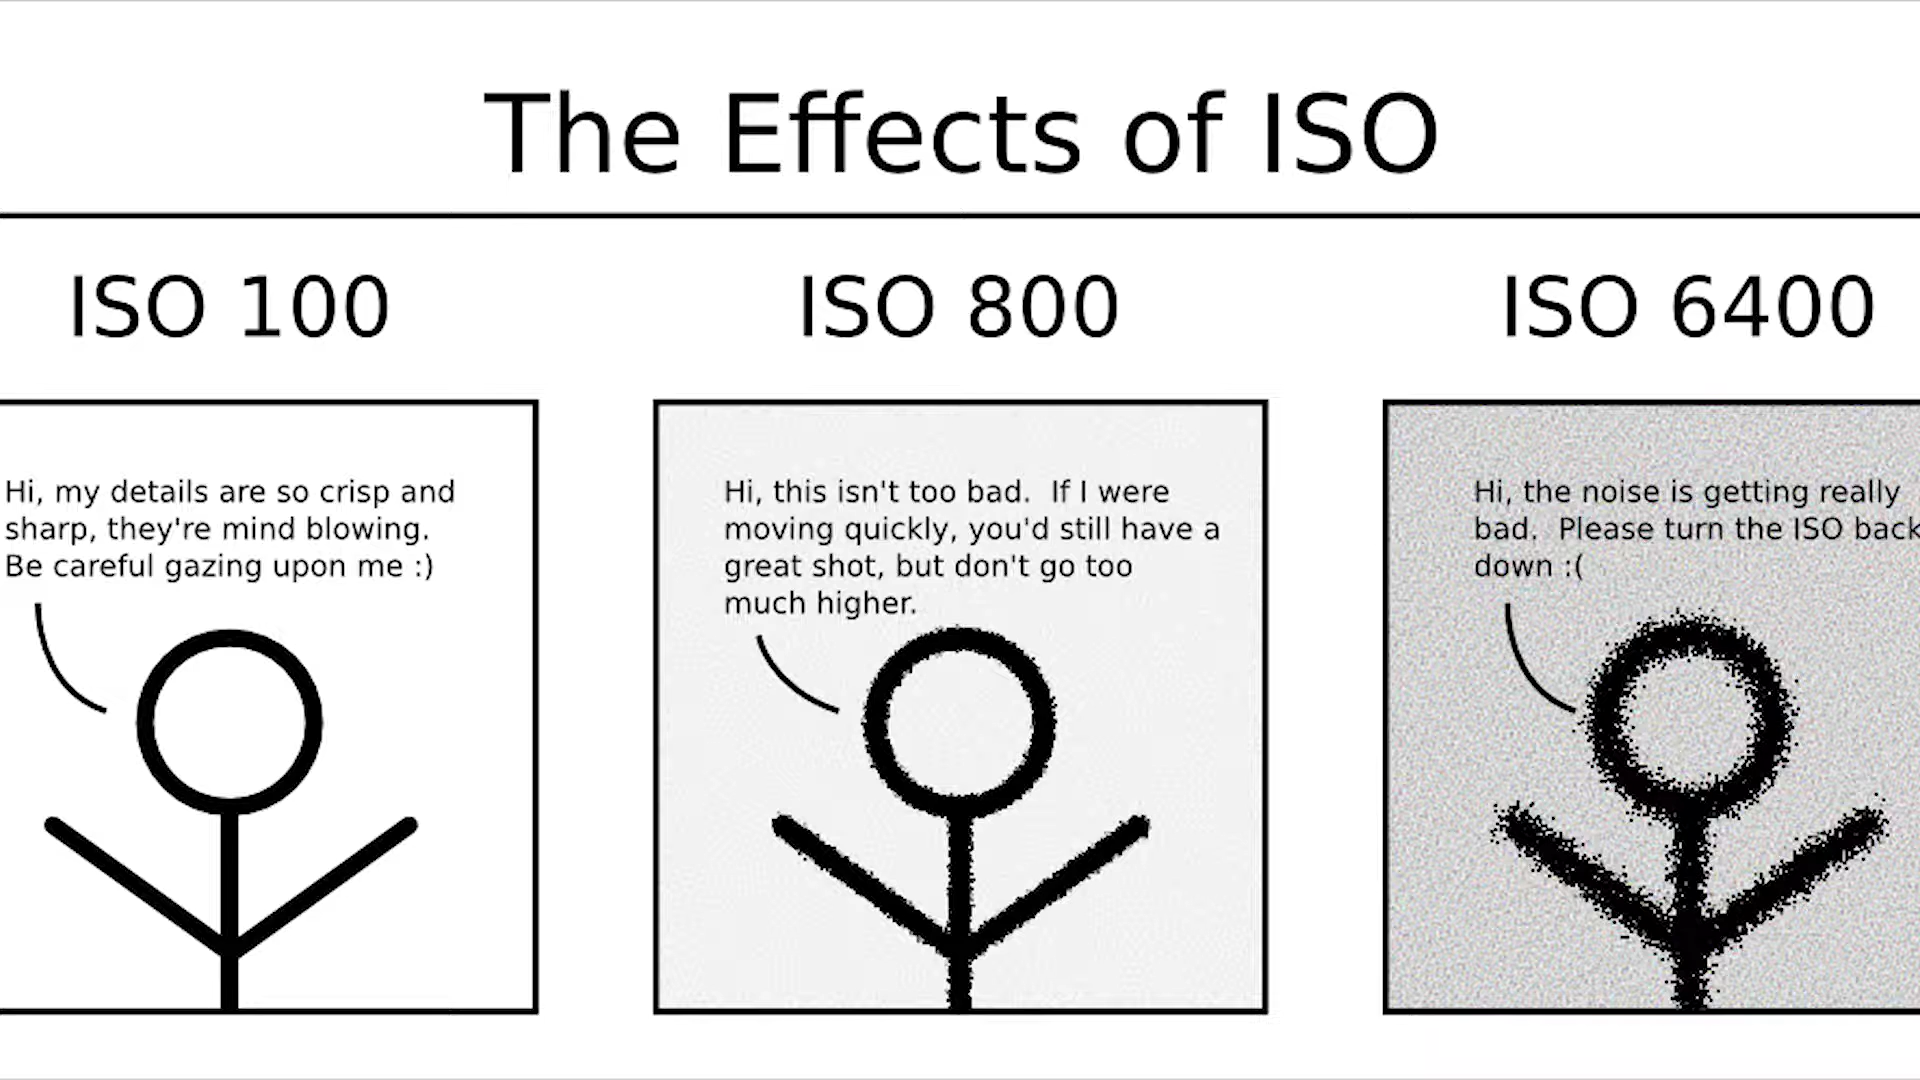 The Effects of ISO
ISO 100
ISO 800
ISO 6400
Hi, my details are so crisp and
sharp, they're mind blowing.
Be careful gazing upon me :)
Hi, this isn't too bad.  If I were
moving quickly, you'd still have a
great shot, but don't go too
much higher.
Hi, the noise is getting really
bad.  Please turn the ISO back
down :(